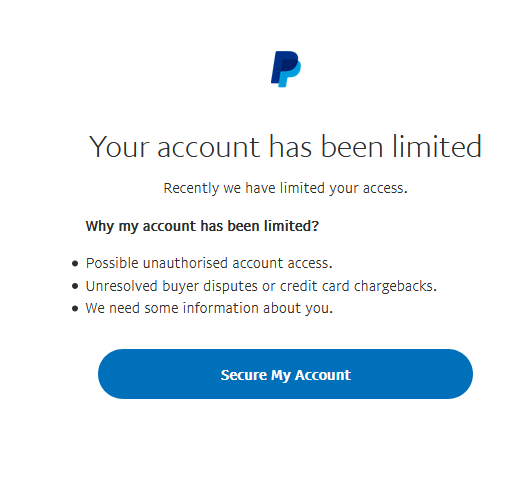 Your account has been limited
Recently we have limited your access.
Why my account has been limited?
Possible unauthorised account access.
Unresolved buyer disputes or credit card chargebacks.
We need some information about you.
Secure My Account